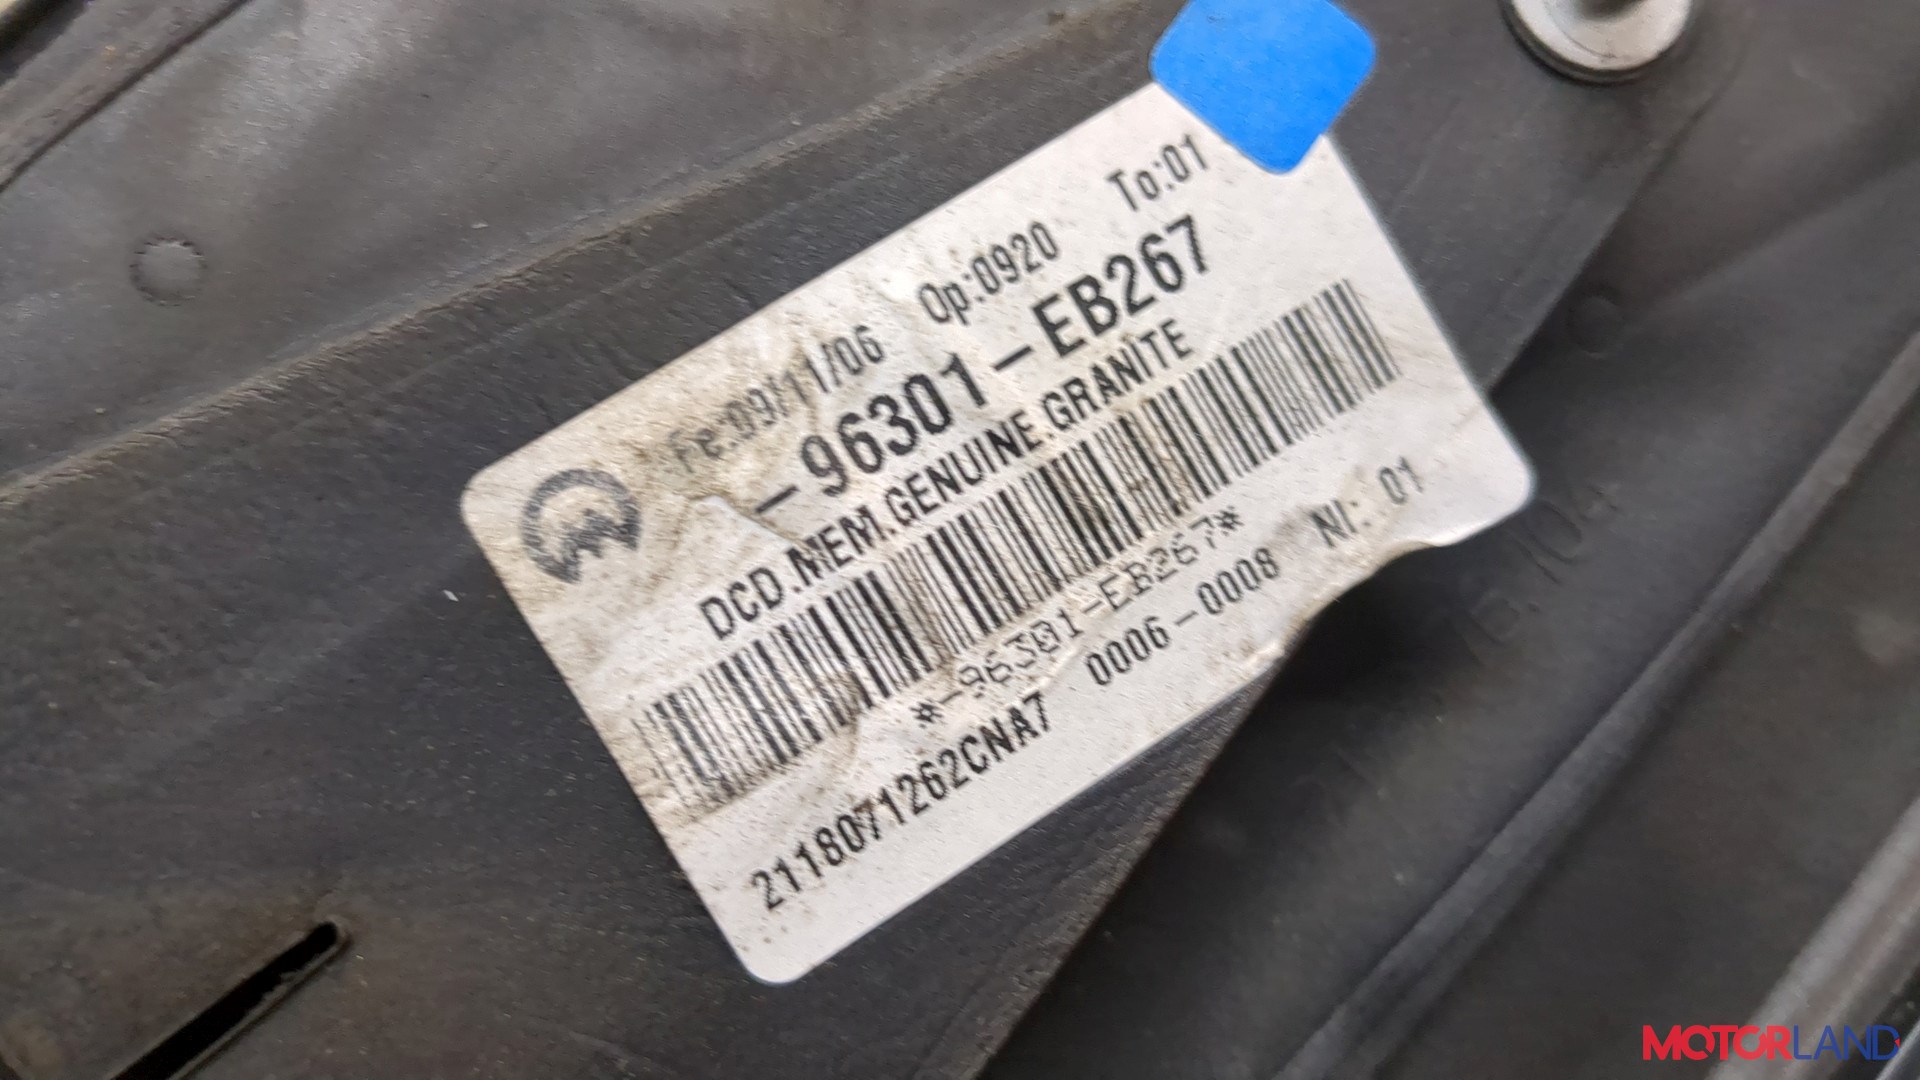 Fe:09/11/06 Op:0920 To:01
-96301-EB267
DCD.MEM.GENUINE GRANITE
*-96301-EB267*
2118071262CNA7 0006-0008 NI: 01
MOTORLAND